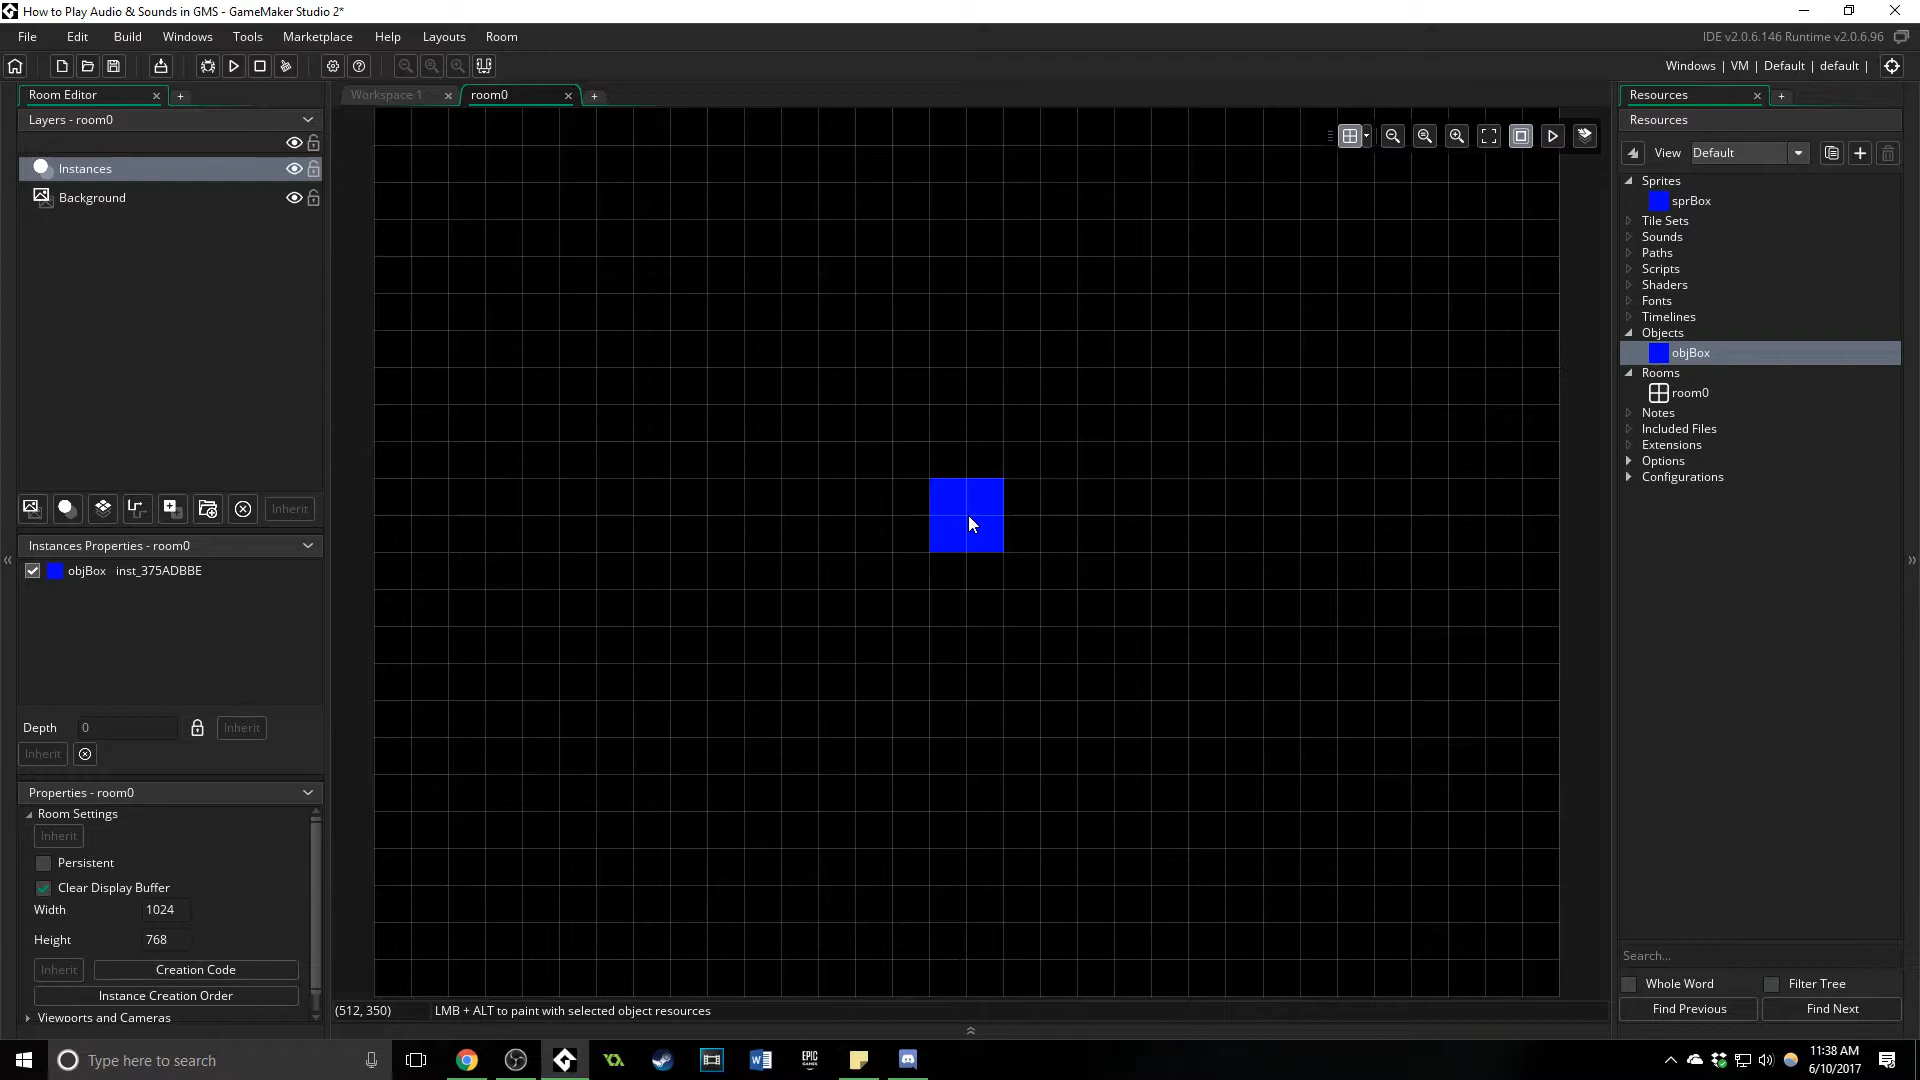 How to Play Audio & Sounds in GMS - GameMaker Studio 2*
File Edit Build Windows Tools Marketplace Help Layouts Room
IDE v2.0.6.146 Runtime v2.0.6.96
Windows | VM | Default | default |
Room Editor
Layers - room0
Instances
Background
Inherit
Instances Properties - room0
objBox inst_375ADBBE
Depth 0 Inherit
Inherit
Properties - room0
Room Settings
Inherit
Persistent
Clear Display Buffer
Width 1024
Height 768
Inherit Creation Code
Instance Creation Order
Viewports and Cameras
Workspace 1 room0
(512, 350) LMB + ALT to paint with selected object resources
Resources
Resources
View Default
Sprites
sprBox
Tile Sets
Sounds
Paths
Scripts
Shaders
Fonts
Timelines
Objects
objBox
Rooms
room0
Notes
Included Files
Extensions
Options
Configurations
Search...
Whole Word Filter Tree
Find Previous Find Next
Type here to search
EPIC
GAMES
11:38 AM
6/10/2017